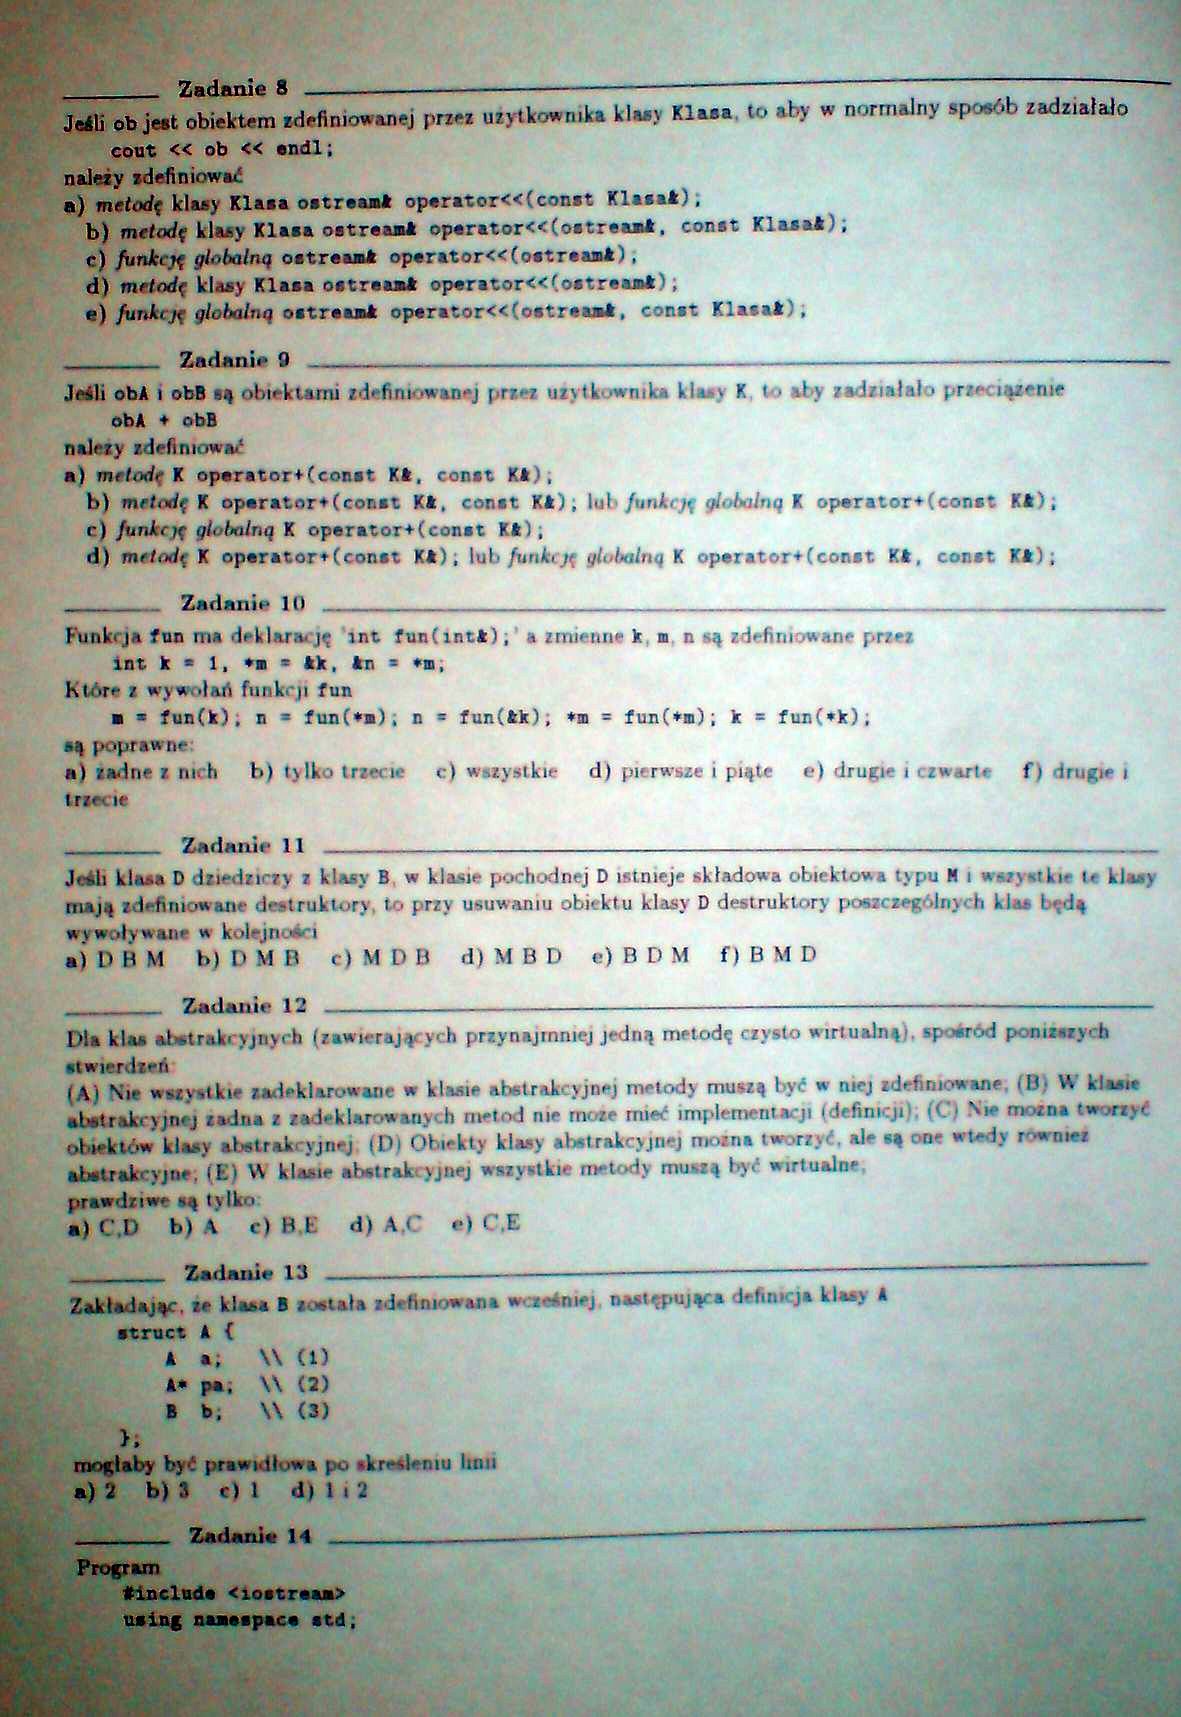 Zadanie 8
Jeśli ob jest obiektem zdefiniowanej przez użytkownika klasy Klasa, to aby w normalny sposób zadziałało
cout << ob << endl;
należy zdefiniować
a) metodę klasy Klasa ostream& operator<<(const Klasa&);
b) metodę klasy Klasa ostream& operator<<(ostream&, const Klasa&);
c) funkcję globalną ostream& operator<<(ostream&);
d) metodę klasy Klasa ostream& operator<<(ostream&);
e) funkcję globalną ostream& operator<<(ostream&, const Klasa&);
Zadanie 9
Jeśli obA i obB są obiektami zdefiniowanej przez użytkownika klasy K, to aby zadziałało przeciążenie
obA + obB
należy zdefiniować
a) metodę K operator+(const K&, const K&);
b) metodę K operator+(const K&, const K&); lub funkcję globalną K operator+(const K&);
c) funkcję globalną K operator+(const K&);
d) metodę K operator+(const K&); lub funkcję globalną K operator+(const K&, const K&);
Zadanie 10
Funkcja fun ma deklarację 'int fun(int&);' a zmienne k, m, n są zdefiniowane przez
int k = 1, *m = &k, &n = *m;
Które z wywołań funkcji fun
m = fun(k); n = fun(*m); n = fun(&k); *m = fun(*m); k = fun(*k);
są poprawne:
a) żadne z nich b) tylko trzecie c) wszystkie d) pierwsze i piąte e) drugie i czwarte f) drugie i
trzecie
Zadanie 11
Jeśli klasa D dziedziczy z klasy B, w klasie pochodnej D istnieje składowa obiektowa typu M i wszystkie te klasy
mają zdefiniowane destruktory, to przy usuwaniu obiektu klasy D destruktory poszczególnych klas będą
wywoływane w kolejności
a) D B M b) D M B c) M D B d) M B D e) B D M f) B M D
Zadanie 12
Dla klas abstrakcyjnych (zawierających przynajmniej jedną metodę czysto wirtualną), spośród poniższych
stwierdzeń
(A) Nie wszystkie zadeklarowane w klasie abstrakcyjnej metody muszą być w niej zdefiniowane; (B) W klasie
abstrakcyjnej żadna z zadeklarowanych metod nie może mieć implementacji (definicji); (C) Nie można tworzyć
obiektów klasy abstrakcyjnej; (D) Obiekty klasy abstrakcyjnej można tworzyć, ale są one wtedy również
abstrakcyjne; (E) W klasie abstrakcyjnej wszystkie metody muszą być wirtualne;
prawdziwe są tylko:
a) C,D b) A c) B,E d) A,C e) C,E
Zadanie 13
Zakładając, że klasa B została zdefiniowana wcześniej, następująca definicja klasy A
struct A {
A a; \\ (1)
A* pa; \\ (2)
B b; \\ (3)
};
mogłaby być prawidłowa po skreśleniu linii
a) 2 b) 3 c) 1 d) 1 i 2
Zadanie 14
Program
#include <iostream>
using namespace std;